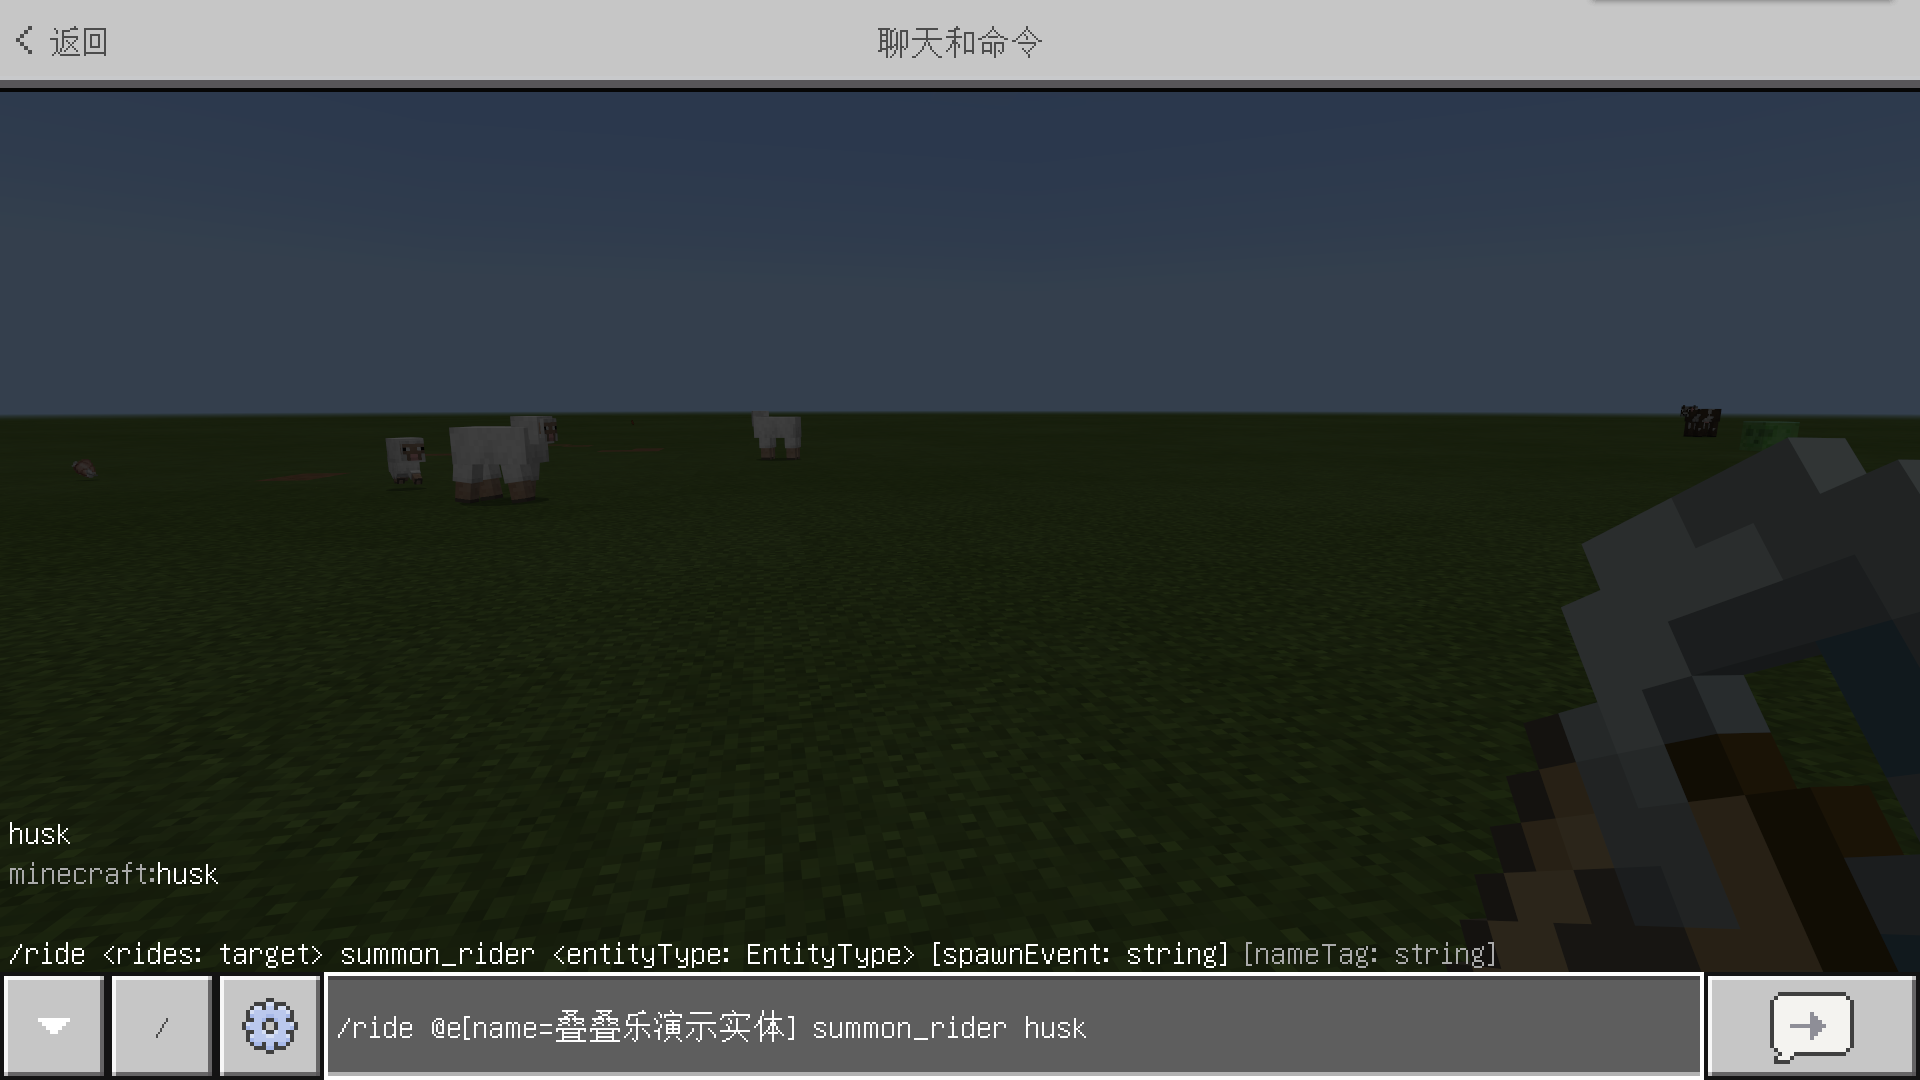 返回
聊天和命令
husk
minecraft:husk
/ride <rides: target> summon_rider <entityType: EntityType> [spawnEvent: string] [nameTag: string]
/
/ride @e[name=叠叠乐演示实体] summon_rider husk